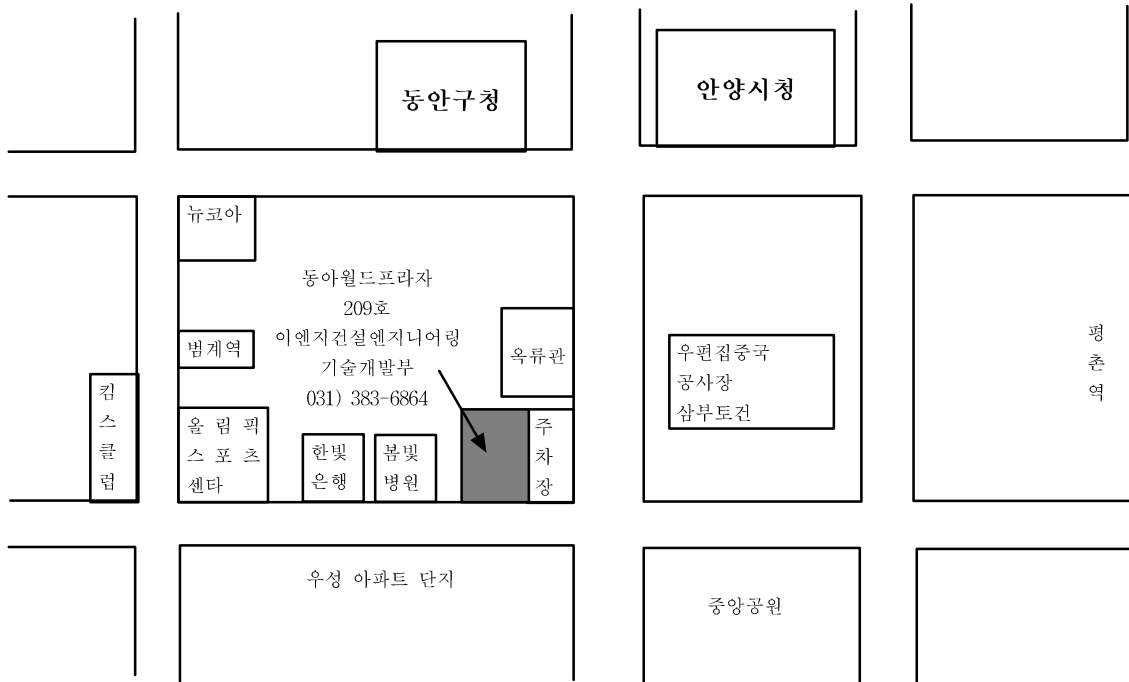 동안구청
안양시청
뉴코아
동아월드프라자
209호
이엔지건설엔지니어링
기술개발부
031) 383-6864
범계역
옥류관
우편집중국
공사장
삼부토건
평
촌
역
킴
스
클
럽
올 림 픽
스 포 츠
센타
한빛
은행
봄빛
병원
주
차
장
우성 아파트 단지
중앙공원